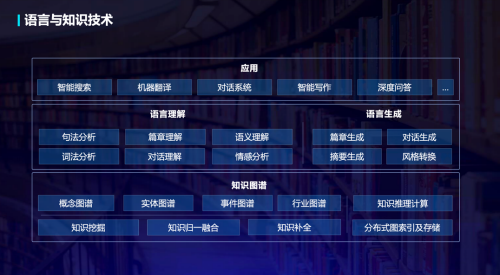 语言与知识技术
应用
智能搜索 机器翻译 对话系统 智能写作 深度问答 ...
语言理解 语言生成
句法分析 篇章理解 语义理解 篇章生成 对话生成
词法分析 对话理解 情感分析 摘要生成 风格转换
知识图谱
概念图谱 实体图谱 事件图谱 行业图谱 知识推理计算
知识挖掘 知识归一融合 知识补全 分布式图索引及存储